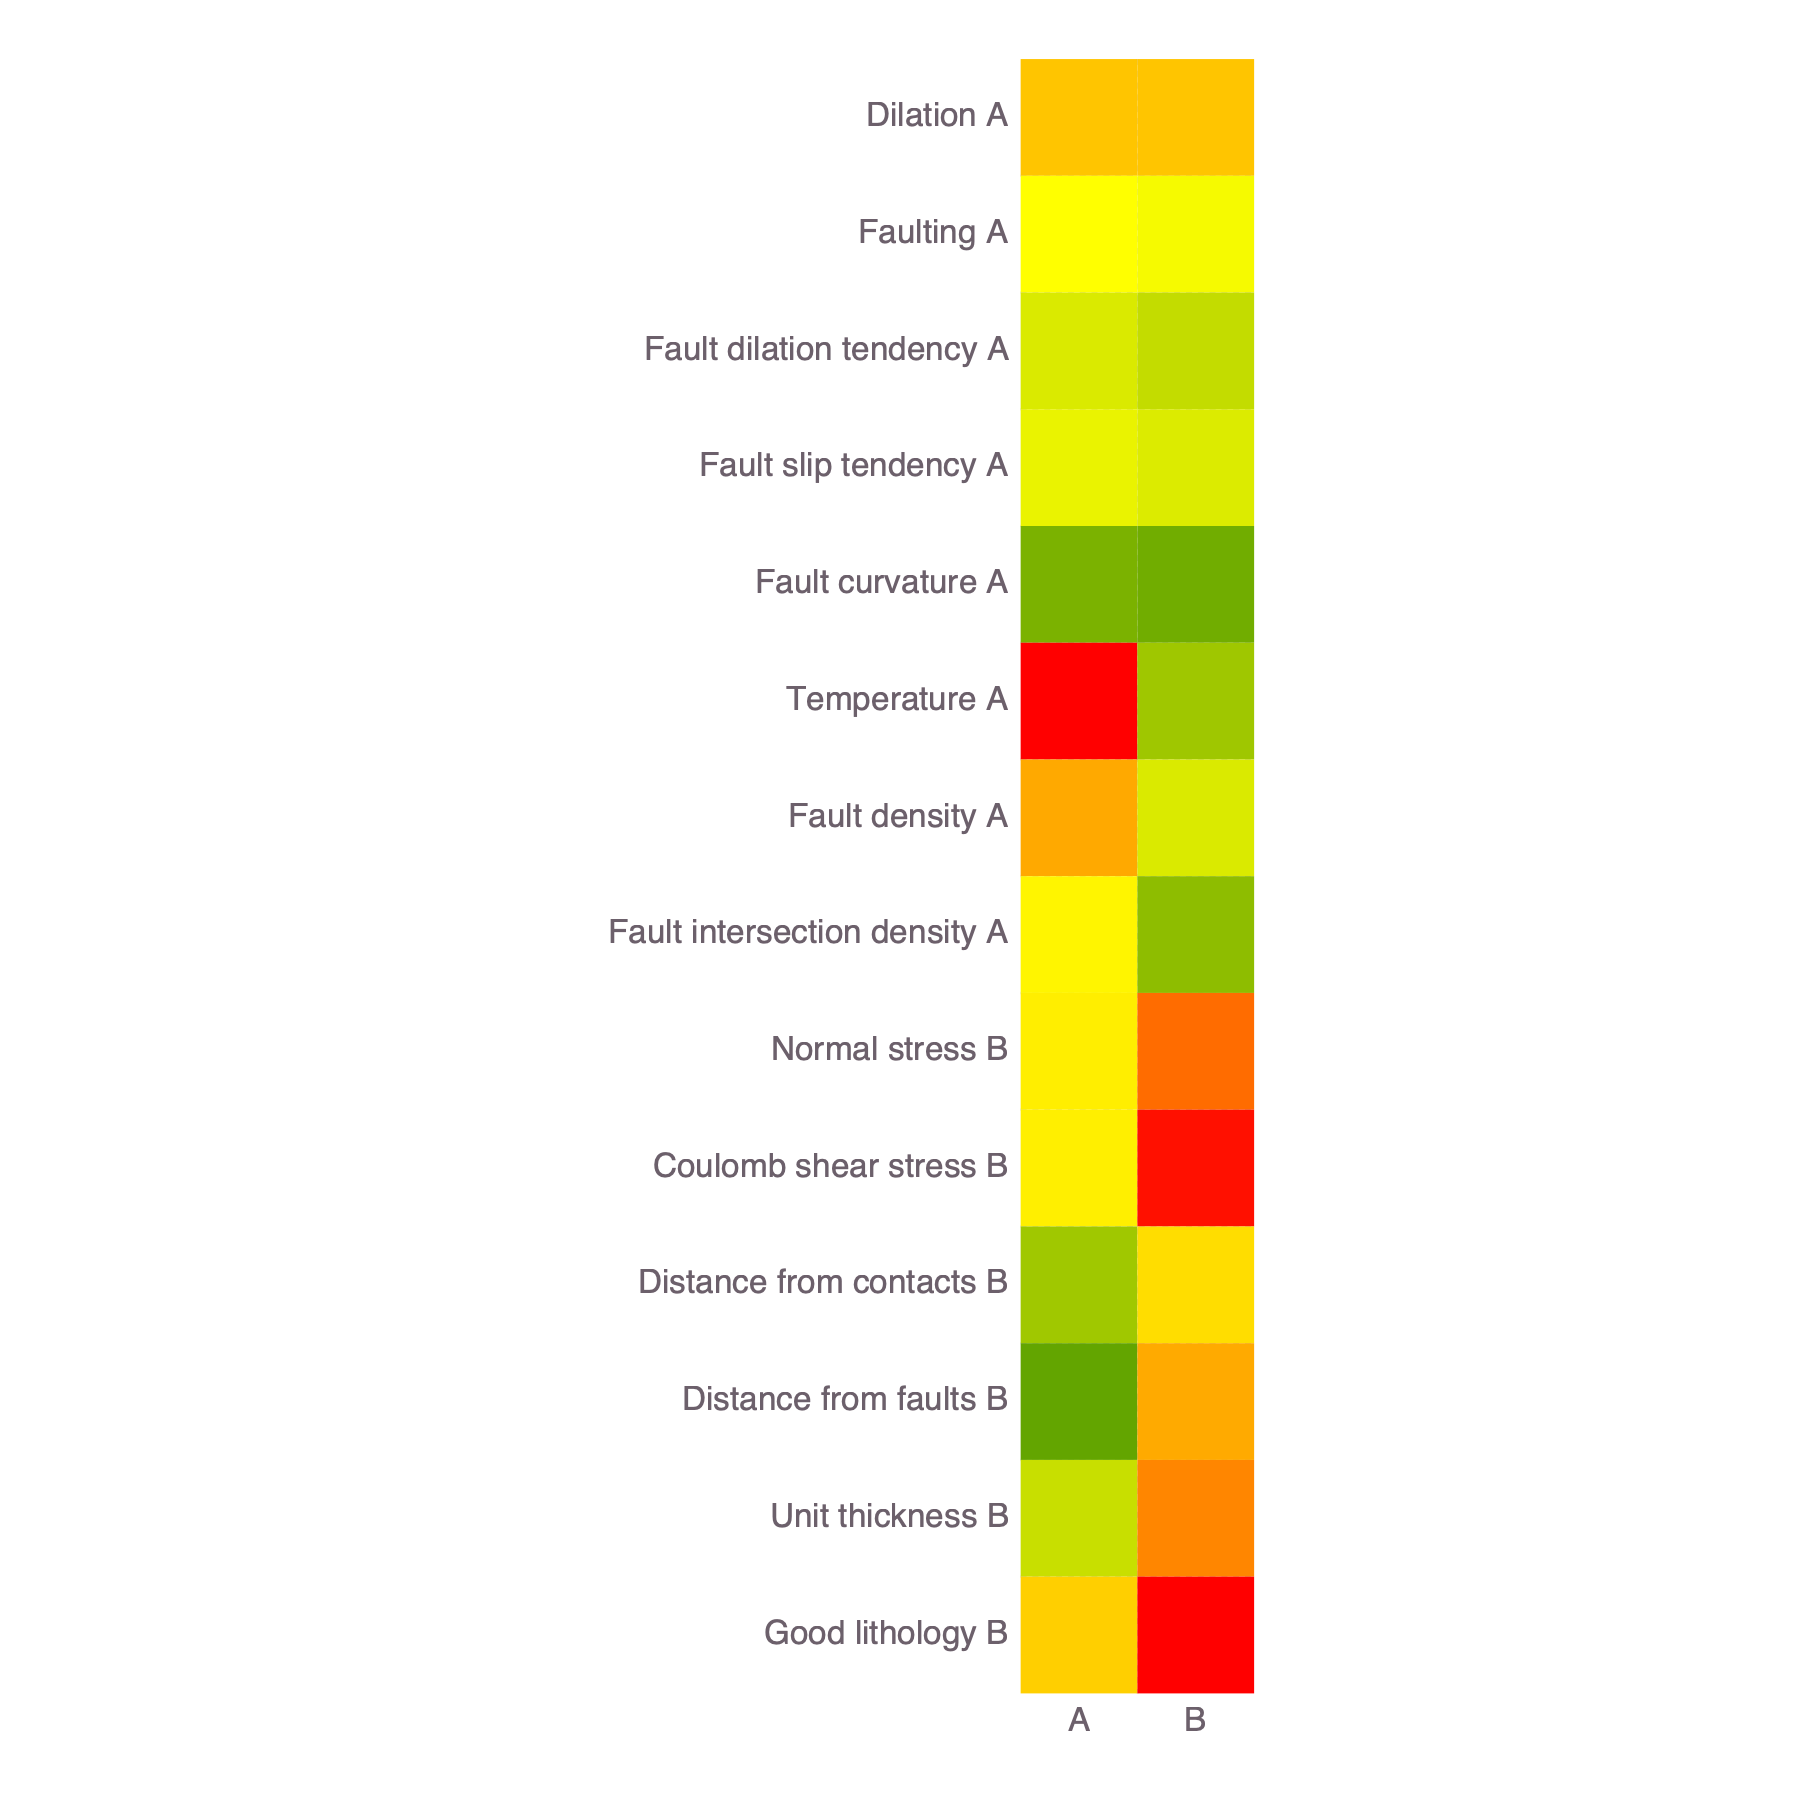 Dilation A
Faulting A
Fault dilation tendency A
Fault slip tendency A
Fault curvature A
Temperature A
Fault density A
Fault intersection density A
Normal stress B
Coulomb shear stress B
Distance from contacts B
Distance from faults B
Unit thickness B
Good lithology B
A B